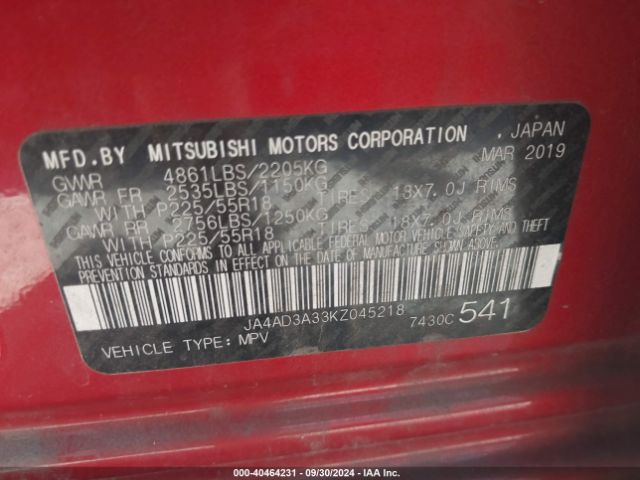 MFD.BY MITSUBISHI MOTORS CORPORATION , JAPAN
GVWR 4861LBS/2205KG MAR 2019
GAWR FR 2535LBS/1150KG
WITH P225/55R18 TIRES 18X7.0J RIMS
GAWR RR 2756LBS/1250KG
WITH P225/55R18 TIRES 18X7.0J RIMS
THIS VEHICLE CONFORMS TO ALL APPLICABLE FEDERAL MOTOR VEHICLE SAFETY AND THEFT
PREVENTION STANDARDS IN EFFECT ON THE DATE OF MANUFACTURE SHOWN ABOVE.
JA4AD3A33KZ045218 7430C 541
VEHICLE TYPE: MPV
000-40464231 - 09/30/2024 - IAA Inc.